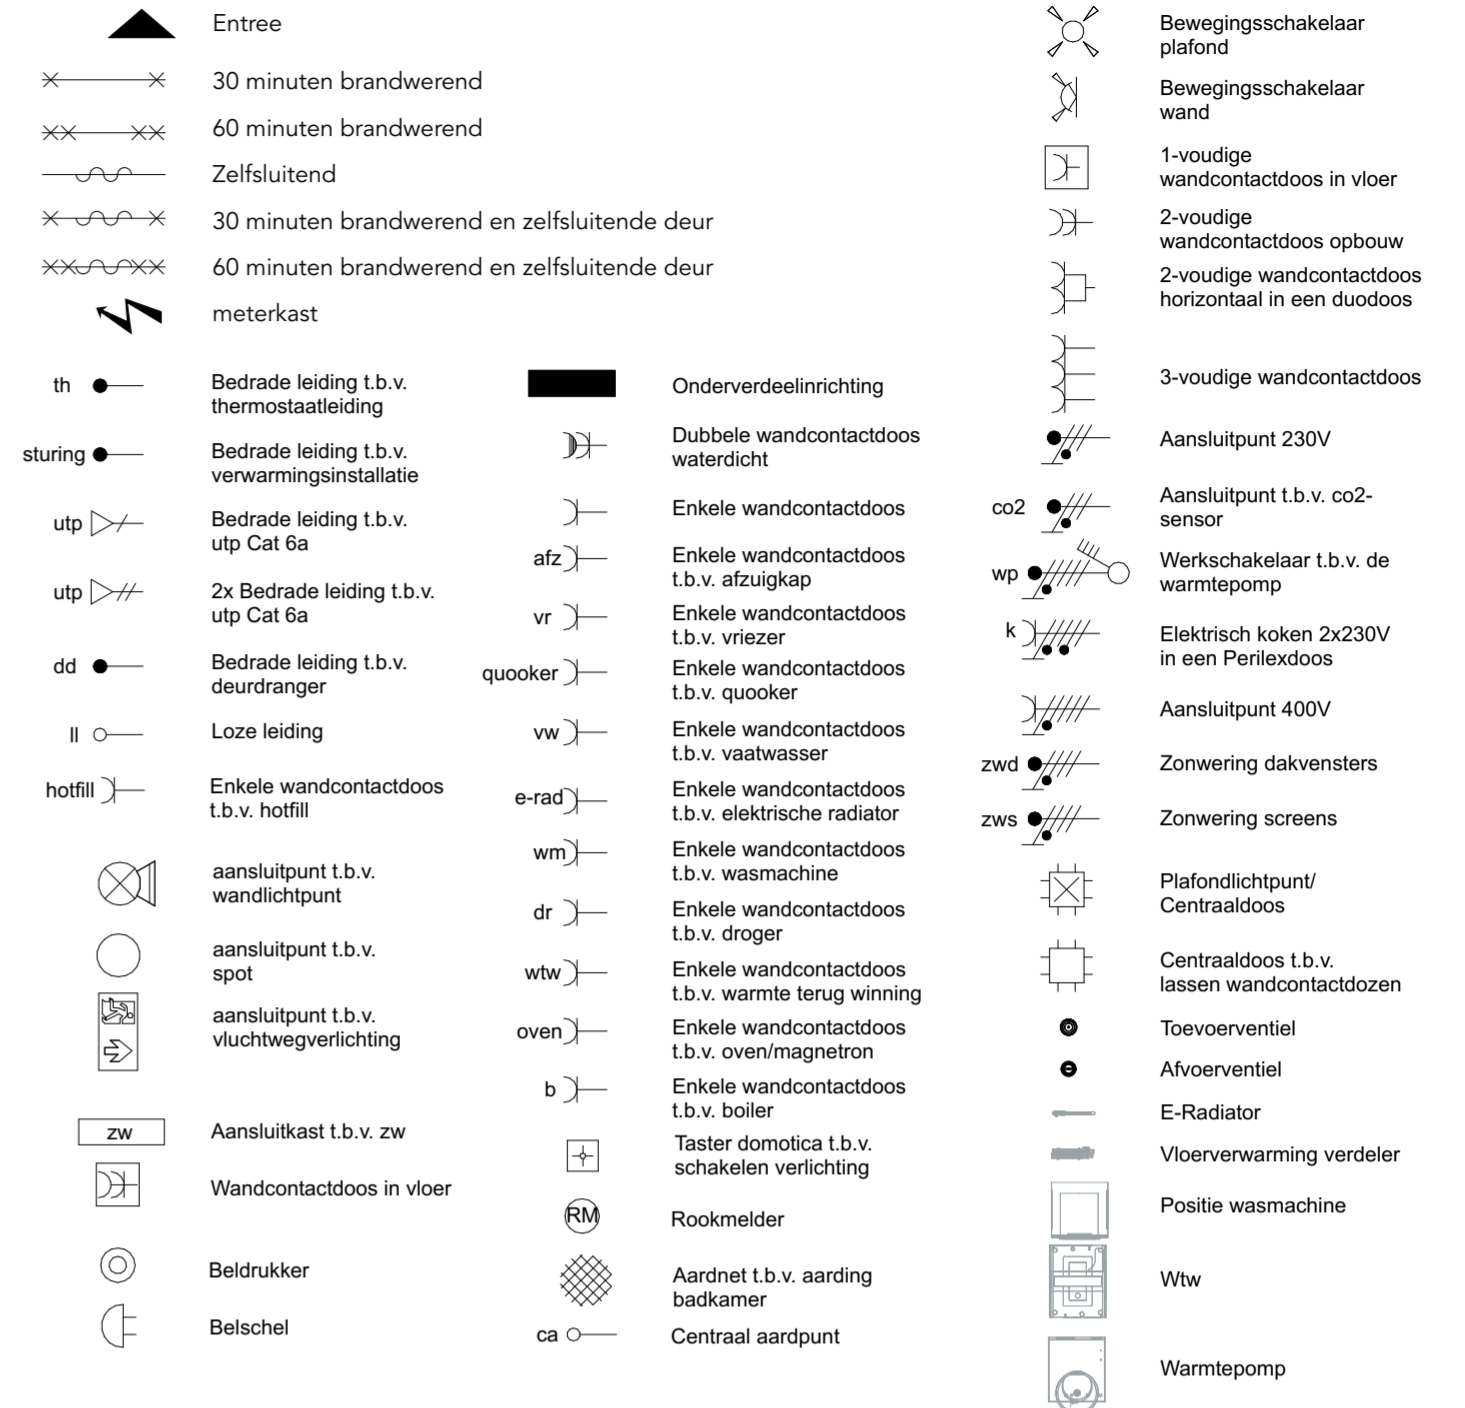 Entree
30 minuten brandwerend
60 minuten brandwerend
Zelfsluitend
30 minuten brandwerend en zelfsluitende deur
60 minuten brandwerend en zelfsluitende deur
meterkast
th
Bedrade leiding t.b.v.
thermostaatleiding
sturing
Bedrade leiding t.b.v.
verwarmingsinstallatie
utp
Bedrade leiding t.b.v.
utp Cat 6a
utp
2x Bedrade leiding t.b.v.
utp Cat 6a
dd
Bedrade leiding t.b.v.
deurdranger
ll
Loze leiding
hotfill
Enkele wandcontactdoos
t.b.v. hotfill
aansluitpunt t.b.v.
wandlichtpunt
aansluitpunt t.b.v.
spot
aansluitpunt t.b.v.
vluchtwegverlichting
zw
Aansluitkast t.b.v. zw
Wandcontactdoos in vloer
Beldrukker
Belschel
Onderverdeelinrichting
Dubbele wandcontactdoos
waterdicht
Enkele wandcontactdoos
afz
Enkele wandcontactdoos
t.b.v. afzuigkap
vr
Enkele wandcontactdoos
t.b.v. vriezer
quooker
Enkele wandcontactdoos
t.b.v. quooker
vw
Enkele wandcontactdoos
t.b.v. vaatwasser
e-rad
Enkele wandcontactdoos
t.b.v. elektrische radiator
wm
Enkele wandcontactdoos
t.b.v. wasmachine
dr
Enkele wandcontactdoos
t.b.v. droger
wtw
Enkele wandcontactdoos
t.b.v. warmte terug winning
oven
Enkele wandcontactdoos
t.b.v. oven/magnetron
b
Enkele wandcontactdoos
t.b.v. boiler
Taster domotica t.b.v.
schakelen verlichting
RM
Rookmelder
Aardnet t.b.v. aarding
badkamer
ca
Centraal aardpunt
Bewegingsschakelaar
plafond
Bewegingsschakelaar
wand
1-voudige
wandcontactdoos in vloer
2-voudige
wandcontactdoos opbouw
2-voudige wandcontactdoos
horizontaal in een duodoos
3-voudige wandcontactdoos
Aansluitpunt 230V
co2
Aansluitpunt t.b.v. co2-
sensor
wp
Werkschakelaar t.b.v. de
warmtepomp
k
Elektrisch koken 2x230V
in een Perilexdoos
Aansluitpunt 400V
zwd
Zonwering dakvensters
zws
Zonwering screens
Plafondlichtpunt/
Centraaldoos
Centraaldoos t.b.v.
lassen wandcontactdozen
Toevoerventiel
Afvoerventiel
E-Radiator
Vloerverwarming verdeler
Positie wasmachine
Wtw
Warmtepomp